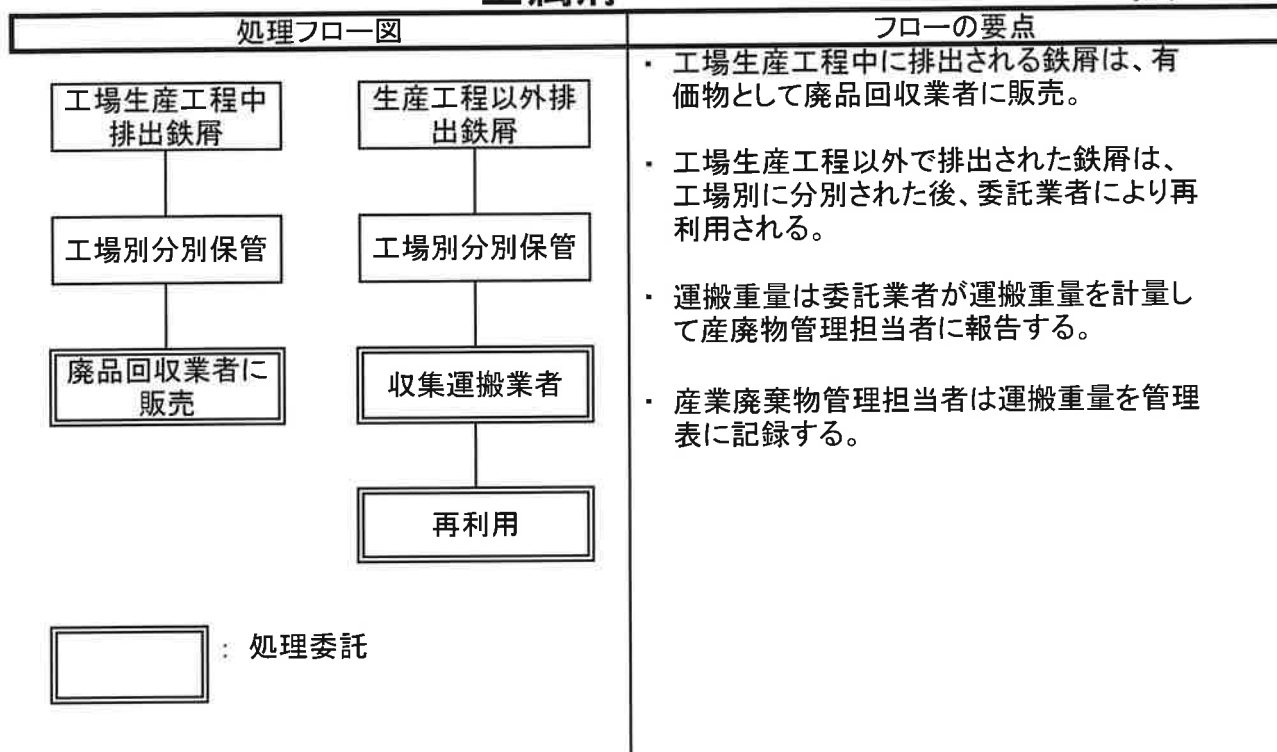 処理フロー図
フローの要点
工場生産工程中
排出鉄屑
生産工程以外排
出鉄屑
工場別分別保管
工場別分別保管
廃品回収業者に
販売
収集運搬業者
再利用
: 処理委託
・ 工場生産工程中に排出される鉄屑は、有
価物として廃品回収業者に販売。
・ 工場生産工程以外で排出された鉄屑は、
工場別に分別された後、委託業者により再
利用される。
・ 運搬重量は委託業者が運搬重量を計量し
て産廃物管理担当者に報告する。
・ 産業廃棄物管理担当者は運搬重量を管理
表に記録する。